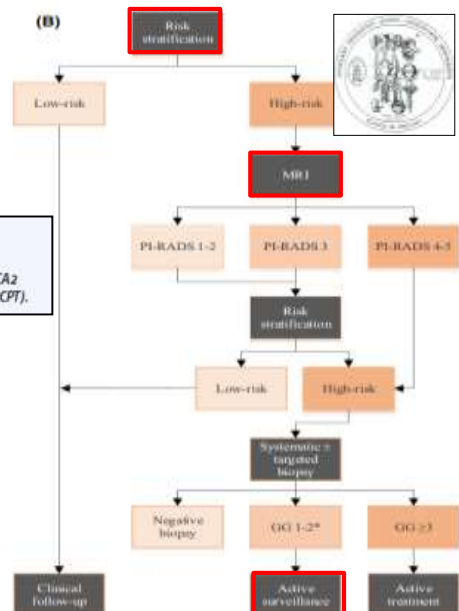 (B)
Risk
stratification
Low-risk
High-risk
MRI
PI-RADS 1-2
PI-RADS 3
PI-RADS 4-5
CA2
CPT).
Risk
stratification
Low-risk
High-risk
Systematic ±
targeted
biopsy
Negative
biopsy
GG 1-2*
GG ≥3
Clinical
follow-up
Active
surveillance
Active
treatment